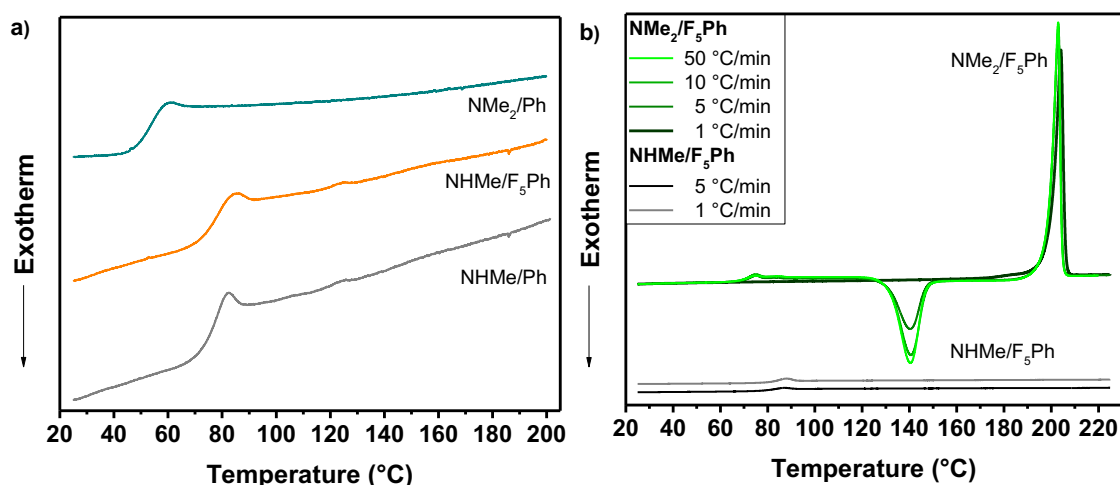 a)
NMe₂/Ph
NHMe/F₅Ph
NHMe/Ph
Exotherm
20 40 60 80 100 120 140 160 180 200
Temperature (°C)
b)
NMe₂/F₅Ph
50 °C/min
10 °C/min
5 °C/min
1 °C/min
NHMe/F₅Ph
5 °C/min
1 °C/min
NMe₂/F₅Ph
NHMe/F₅Ph
Exotherm
20 40 60 80 100 120 140 160 180 200 220
Temperature (°C)